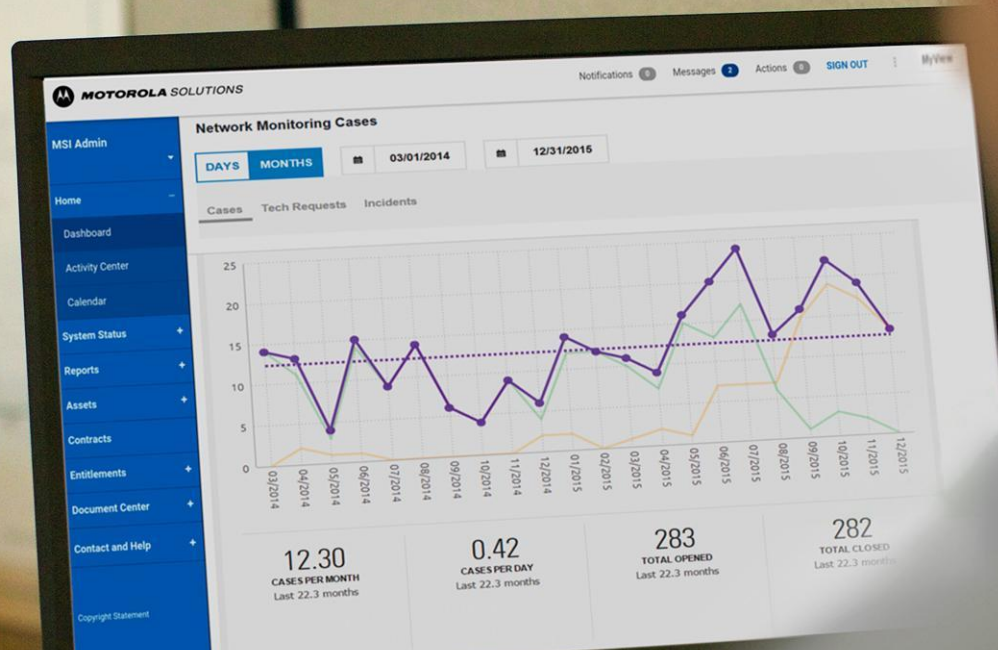 MOTOROLA SOLUTIONS
Notifications 0 Messages 2 Actions 0 SIGN OUT MyView
MSI Admin
Home
Dashboard
Activity Center
Calendar
System Status +
Reports +
Assets +
Contracts
Entitlements +
Document Center +
Contact and Help +
Copyright Statement
Network Monitoring Cases
DAYS MONTHS 03/01/2014 12/31/2015
Cases Tech Requests Incidents
25
20
15
10
5
0
03/2014 04/2014 05/2014 06/2014 07/2014 08/2014 09/2014 10/2014 11/2014 12/2014 01/2015 02/2015 03/2015 04/2015 05/2015 06/2015 07/2015 08/2015 09/2015 10/2015 11/2015 12/2015
12.30
CASES PER MONTH
Last 22.3 months
0.42
CASES PER DAY
Last 22.3 months
283
TOTAL OPENED
Last 22.3 months
282
TOTAL CLOSED
Last 22.3 months